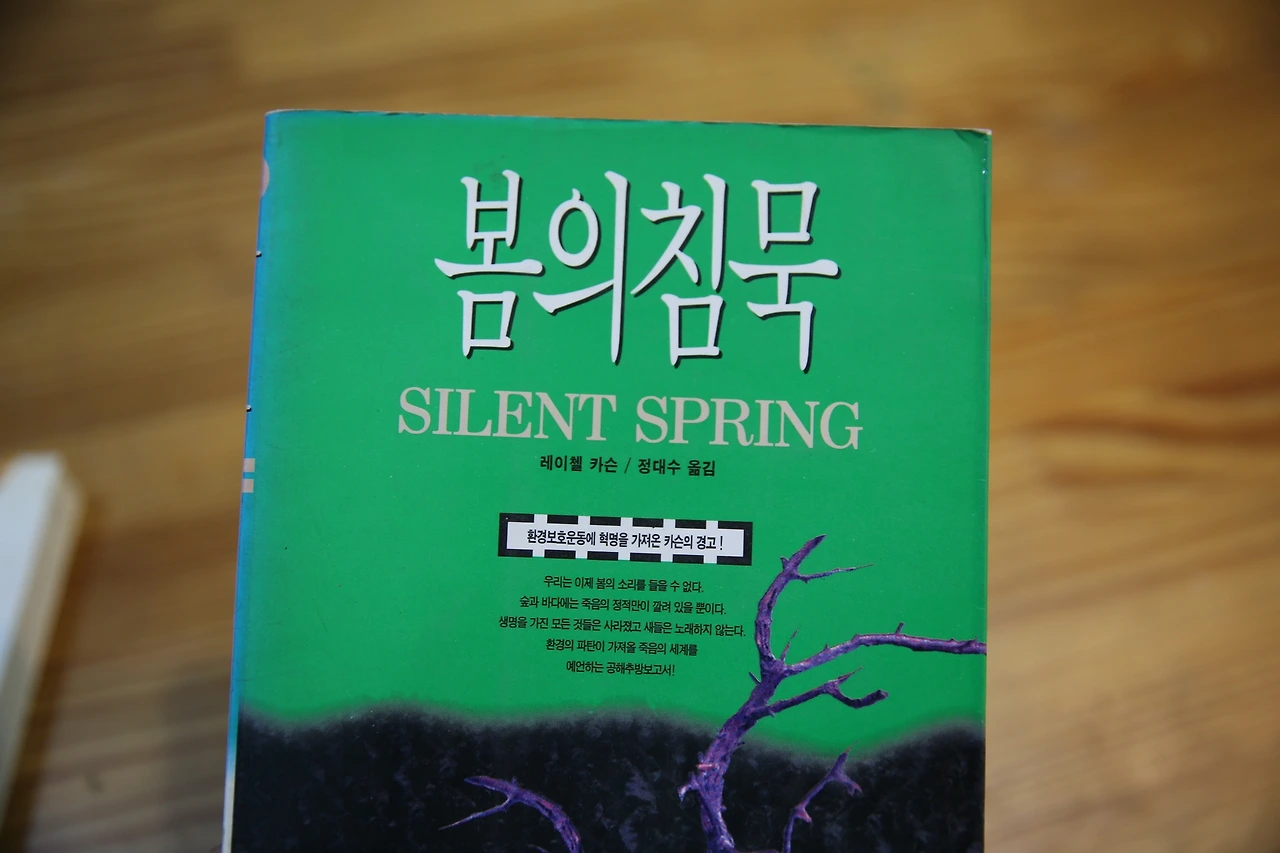 봄의침묵
SILENT SPRING
레이첼 카슨 / 정대수 옮김
환경보호운동에 혁명을 가져온 카슨의 경고!
우리는 이제 봄의 소리를 들을 수 없다.
숲과 바다에는 죽음의 정적만이 깔려 있을 뿐이다.
생명을 가진 모든 것들은 사라졌고 새들은 노래하지 않는다.
환경의 파탄이 가져올 죽음의 세계를
예언하는 공해추방보고서!